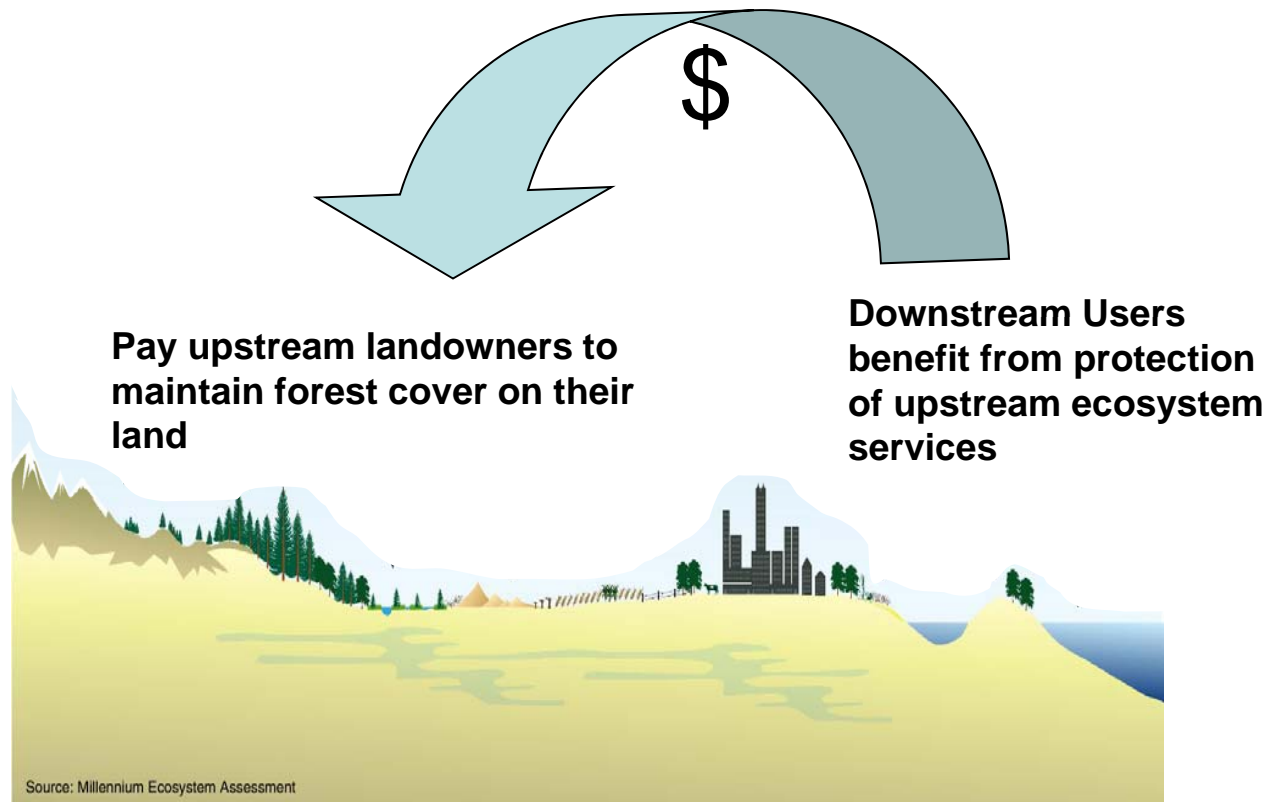 $
Pay upstream landowners to
maintain forest cover on their
land
Downstream Users
benefit from protection
of upstream ecosystem
services
Source: Millennium Ecosystem Assessment